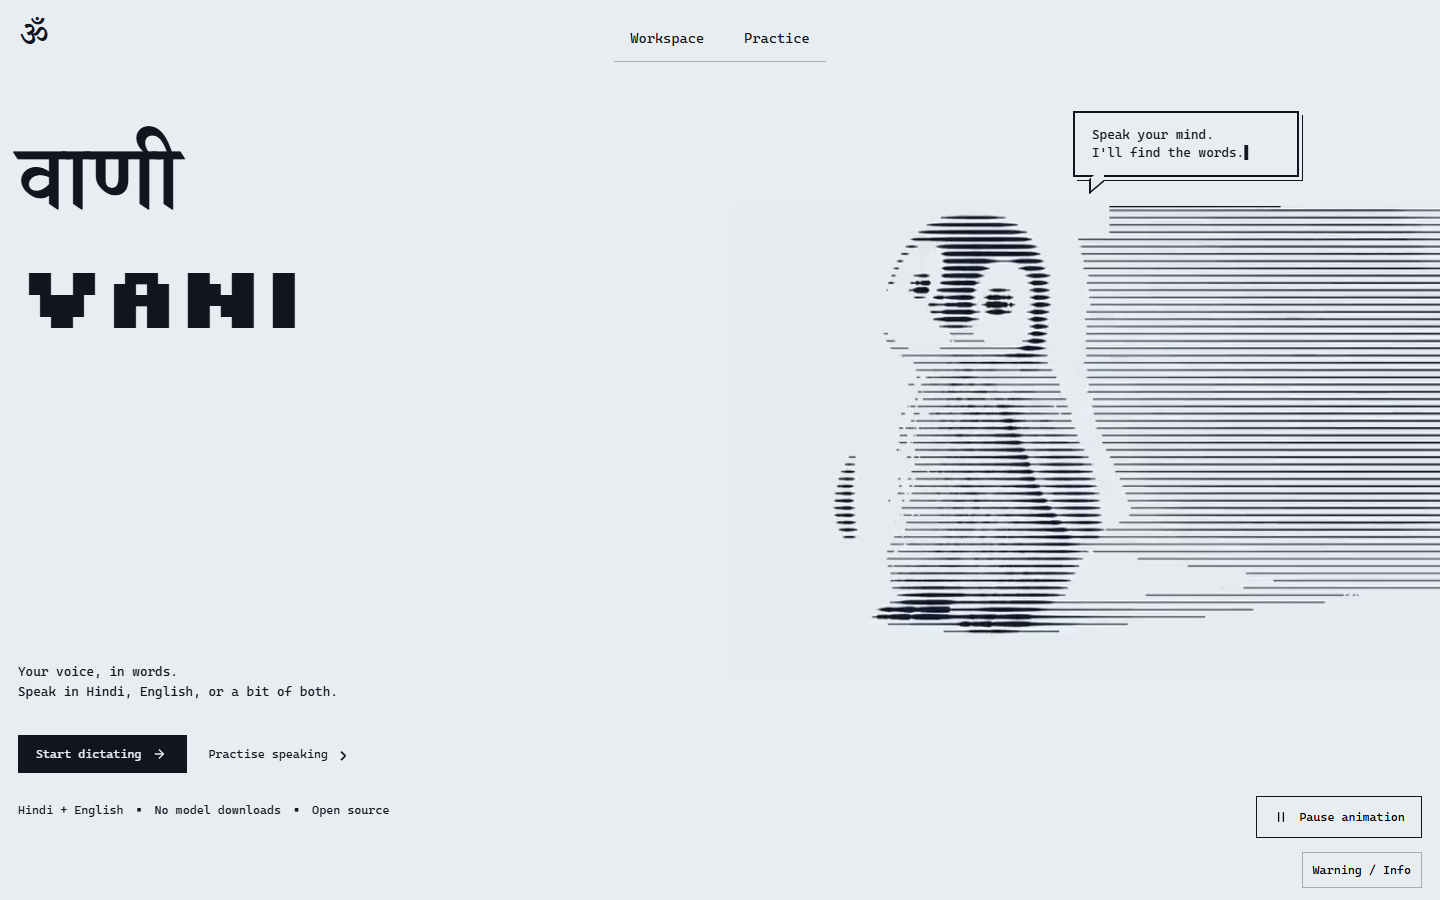 ॐ
Workspace Practice
वाणी
VANI
Speak your mind.
I'll find the words.
Your voice, in words.
Speak in Hindi, English, or a bit of both.
Start dictating → Practise speaking ›
Hindi + English ▪ No model downloads ▪ Open source
Pause animation
Warning / Info